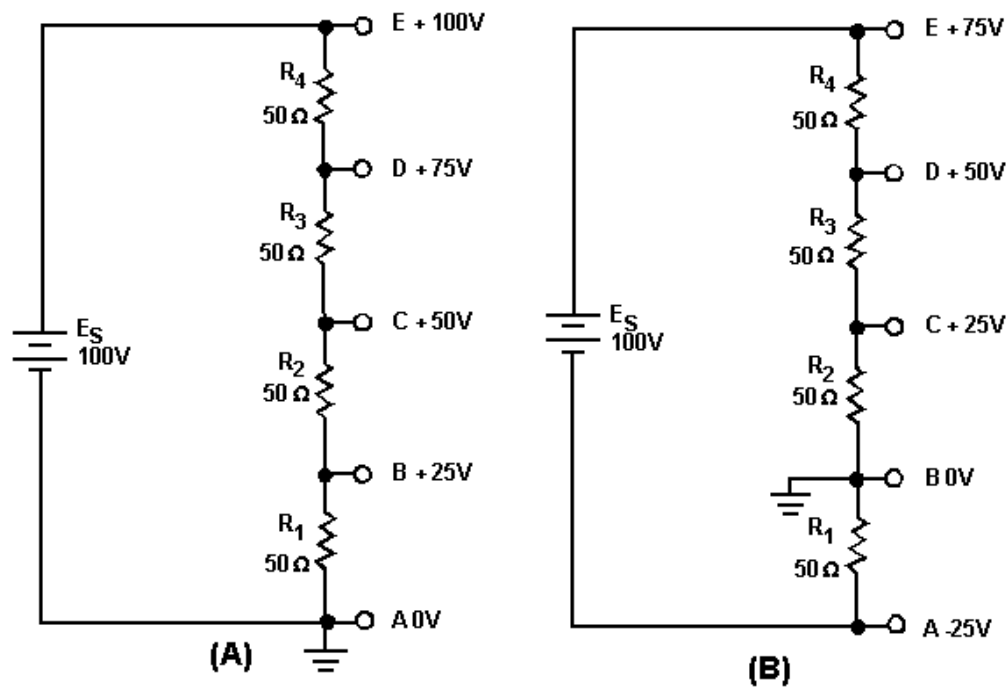 E + 100V
R4
50 Ω
D + 75V
R3
50 Ω
ES
100V
C + 50V
R2
50 Ω
B + 25V
R1
50 Ω
A 0V
(A)
E + 75V
R4
50 Ω
D + 50V
R3
50 Ω
ES
100V
C + 25V
R2
50 Ω
B 0V
R1
50 Ω
A -25V
(B)